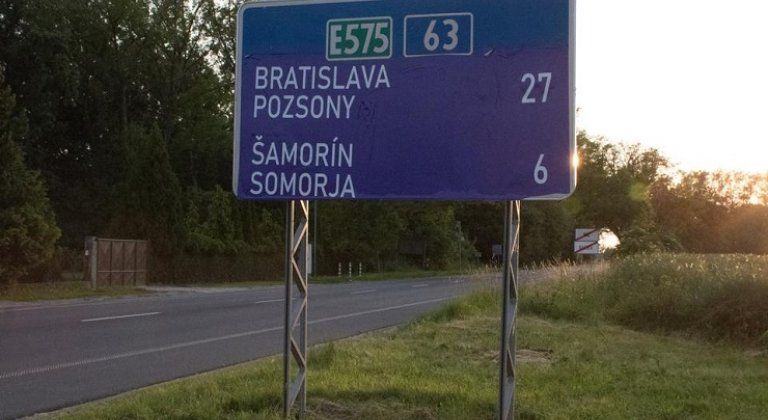 E575 63
BRATISLAVA 27
POZSONY
ŠAMORÍN 6
SOMORJA